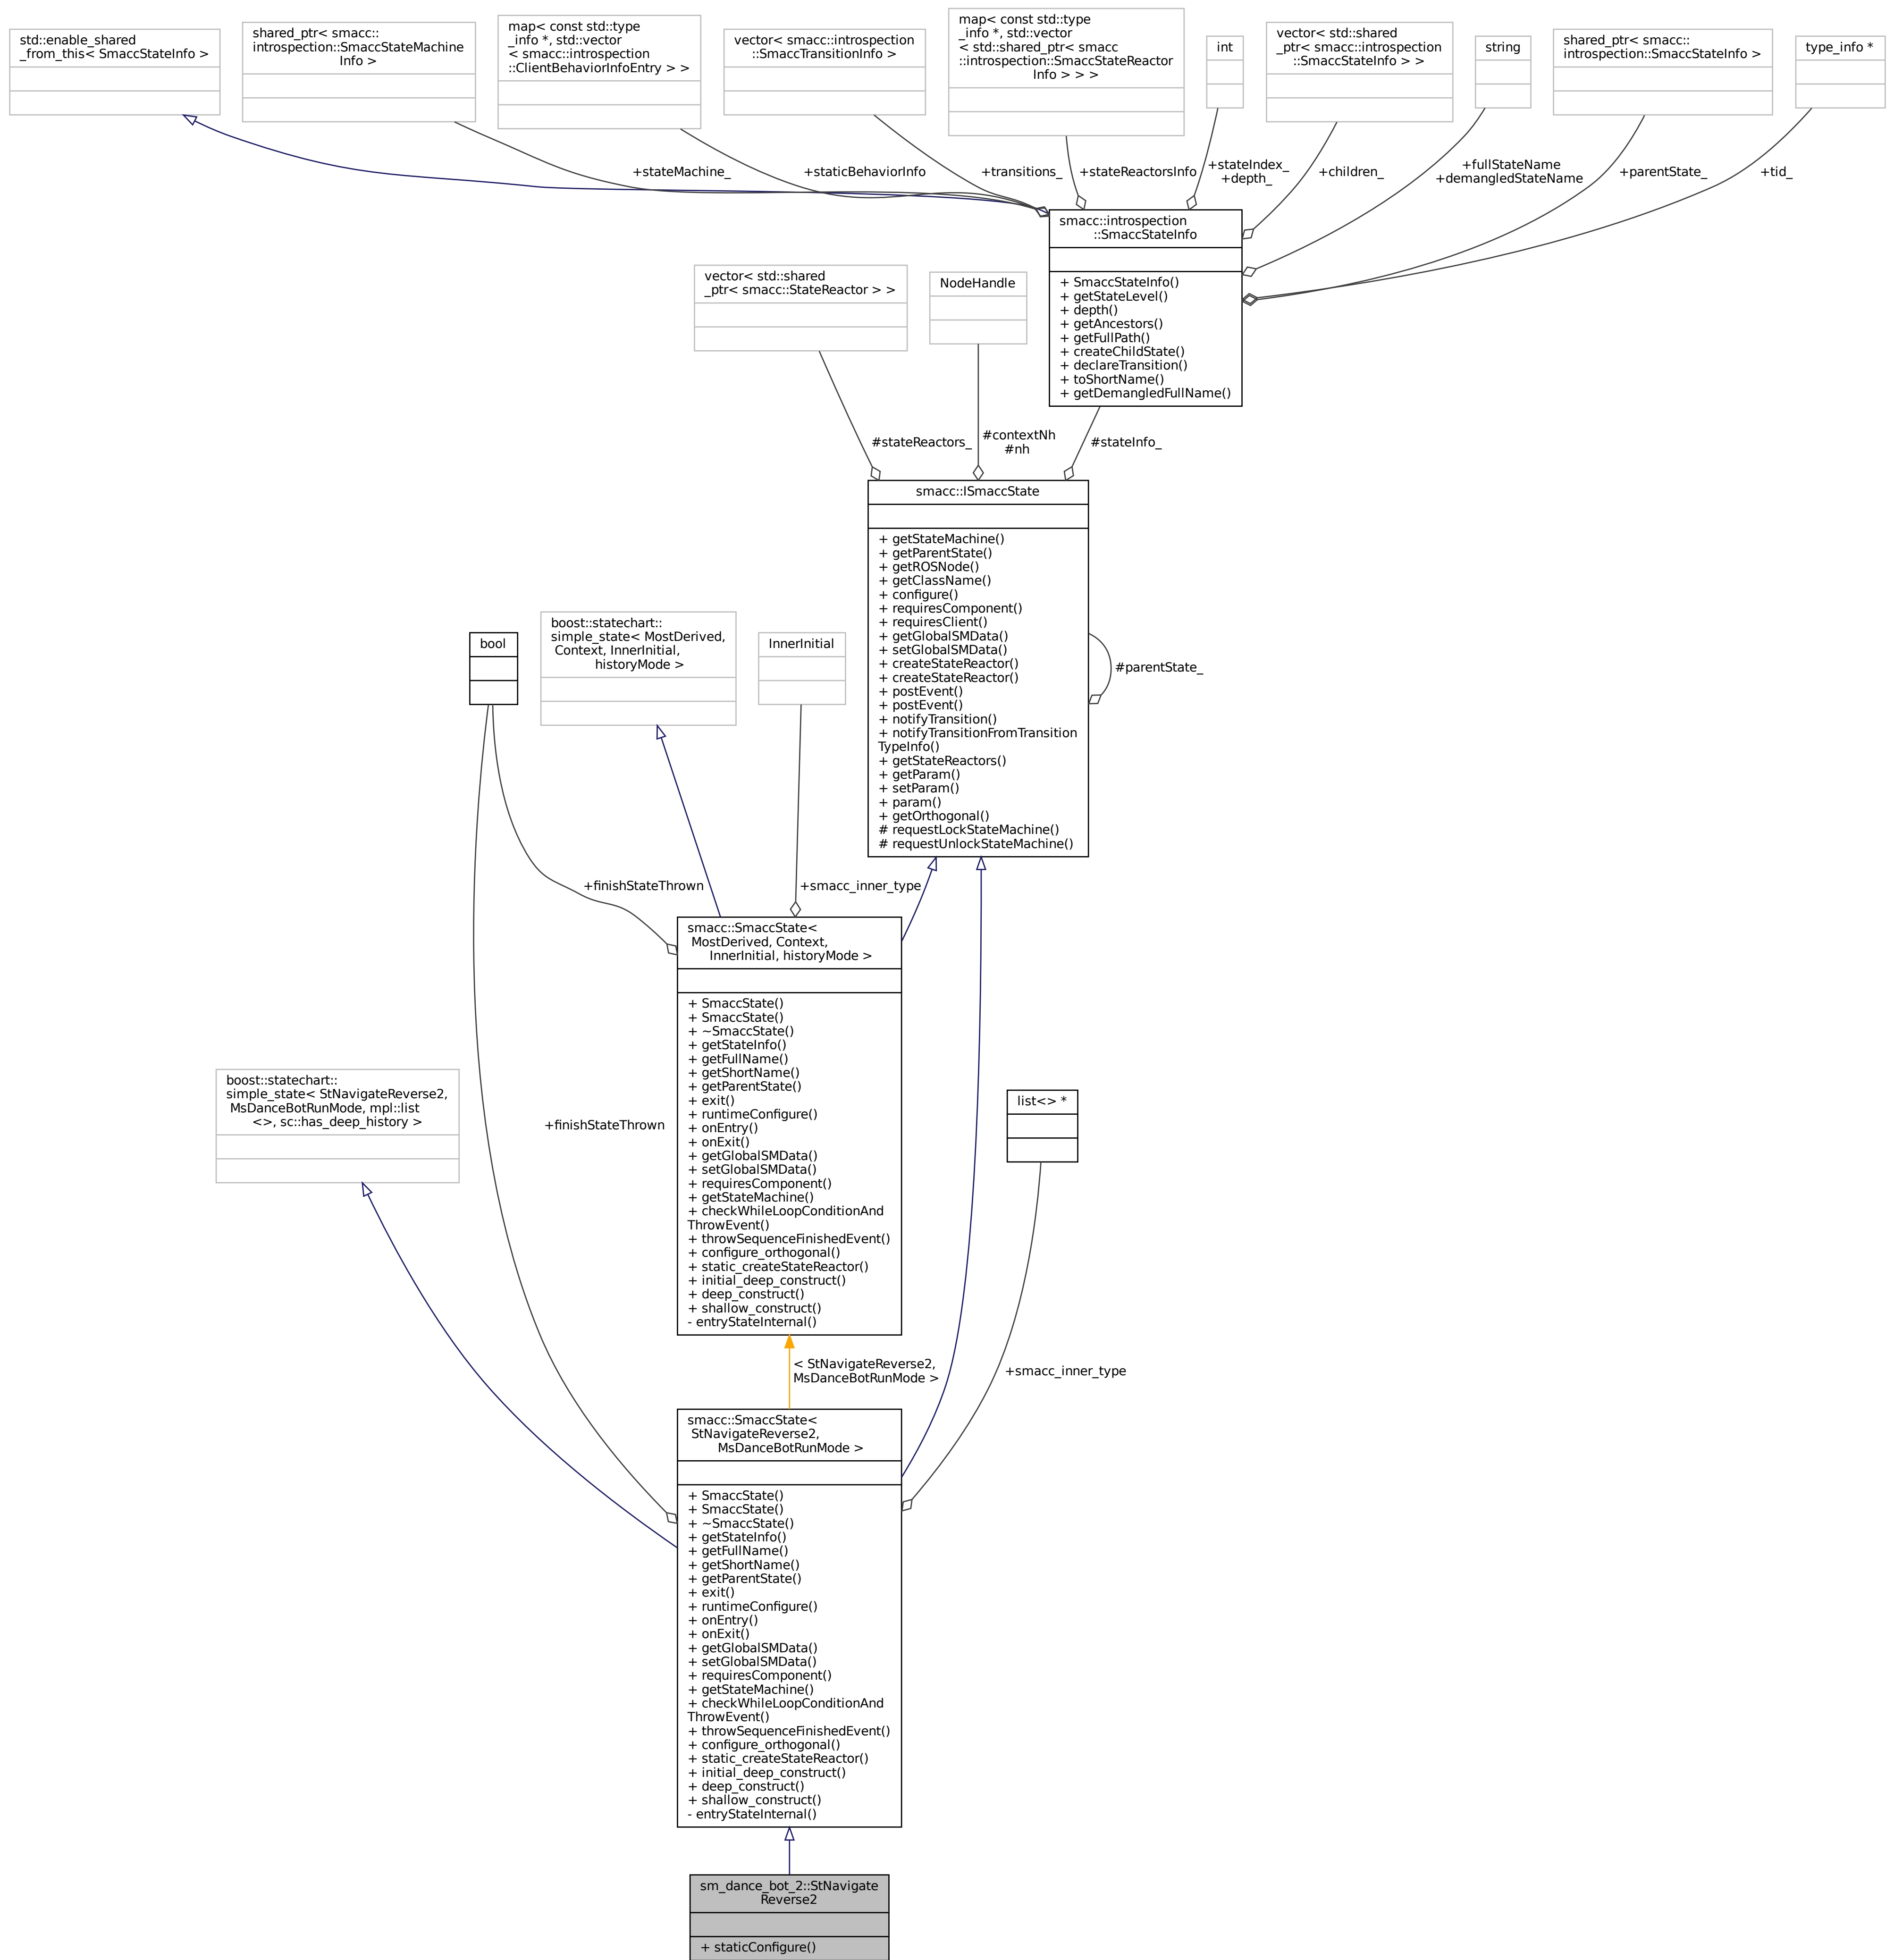 std::enable_shared
_from_this< SmaccStateInfo >
shared_ptr< smacc::
introspection::SmaccStateMachine
Info >
map< const std::type
_info *, std::vector
< smacc::introspection
::ClientBehaviorInfoEntry > >
vector< smacc::introspection
::SmaccTransitionInfo >
map< const std::type
_info *, std::vector
< std::shared_ptr< smacc
::introspection::SmaccStateReactor
Info > > >
int
vector< std::shared
_ptr< smacc::introspection
::SmaccStateInfo > >
string
shared_ptr< smacc::
introspection::SmaccStateInfo >
type_info *
+stateMachine_
+staticBehaviorInfo
+transitions_
+stateReactorsInfo
+stateIndex_
+depth_
+children_
+fullStateName
+demangledStateName
+parentState_
+tid_
smacc::introspection
::SmaccStateInfo
+ SmaccStateInfo()
+ getStateLevel()
+ depth()
+ getAncestors()
+ getFullPath()
+ createChildState()
+ declareTransition()
+ toShortName()
+ getDemangledFullName()
vector< std::shared
_ptr< smacc::StateReactor > >
NodeHandle
#stateReactors_
#contextNh
#nh
#stateInfo_
smacc::ISmaccState
+ getStateMachine()
+ getParentState()
+ getROSNode()
+ getClassName()
+ configure()
+ requiresComponent()
+ requiresClient()
+ getGlobalSMData()
+ setGlobalSMData()
+ createStateReactor()
+ createStateReactor()
+ postEvent()
+ postEvent()
+ notifyTransition()
+ notifyTransitionFromTransition
TypeInfo()
+ getStateReactors()
+ getParam()
+ setParam()
+ param()
+ getOrthogonal()
# requestLockStateMachine()
# requestUnlockStateMachine()
#parentState_
bool
boost::statechart::
simple_state< MostDerived,
Context, InnerInitial,
historyMode >
InnerInitial
+finishStateThrown
+smacc_inner_type
smacc::SmaccState<
MostDerived, Context,
InnerInitial, historyMode >
+ SmaccState()
+ SmaccState()
+ ~SmaccState()
+ getStateInfo()
+ getFullName()
+ getShortName()
+ getParentState()
+ exit()
+ runtimeConfigure()
+ onEntry()
+ onExit()
+ getGlobalSMData()
+ setGlobalSMData()
+ requiresComponent()
+ getStateMachine()
+ checkWhileLoopConditionAnd
ThrowEvent()
+ throwSequenceFinishedEvent()
+ configure_orthogonal()
+ static_createStateReactor()
+ initial_deep_construct()
+ deep_construct()
+ shallow_construct()
- entryStateInternal()
boost::statechart::
simple_state< StNavigateReverse2,
MsDanceBotRunMode, mpl::list
<>, sc::has_deep_history >
+finishStateThrown
list<> *
< StNavigateReverse2,
MsDanceBotRunMode >
+smacc_inner_type
smacc::SmaccState<
StNavigateReverse2,
MsDanceBotRunMode >
+ SmaccState()
+ SmaccState()
+ ~SmaccState()
+ getStateInfo()
+ getFullName()
+ getShortName()
+ getParentState()
+ exit()
+ runtimeConfigure()
+ onEntry()
+ onExit()
+ getGlobalSMData()
+ setGlobalSMData()
+ requiresComponent()
+ getStateMachine()
+ checkWhileLoopConditionAnd
ThrowEvent()
+ throwSequenceFinishedEvent()
+ configure_orthogonal()
+ static_createStateReactor()
+ initial_deep_construct()
+ deep_construct()
+ shallow_construct()
- entryStateInternal()
sm_dance_bot_2::StNavigate
Reverse2
+ staticConfigure()